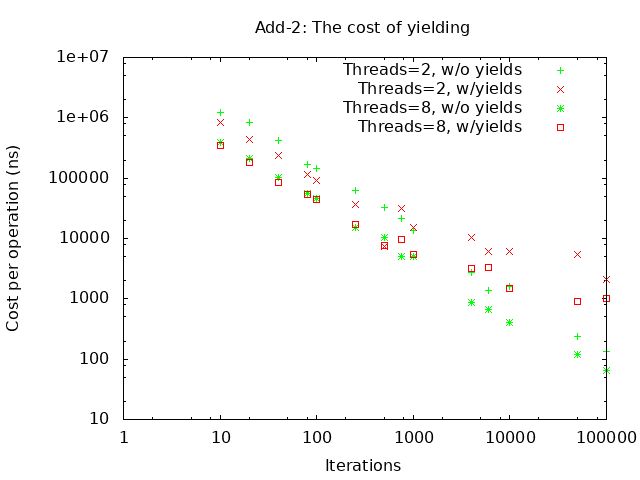 Add-2: The cost of yielding
Cost per operation (ns)
1e+07
1e+06
100000
10000
1000
100
10
Threads=2, w/o yields
Threads=2, w/yields
Threads=8, w/o yields
Threads=8, w/yields
1 10 100 1000 10000 100000
Iterations